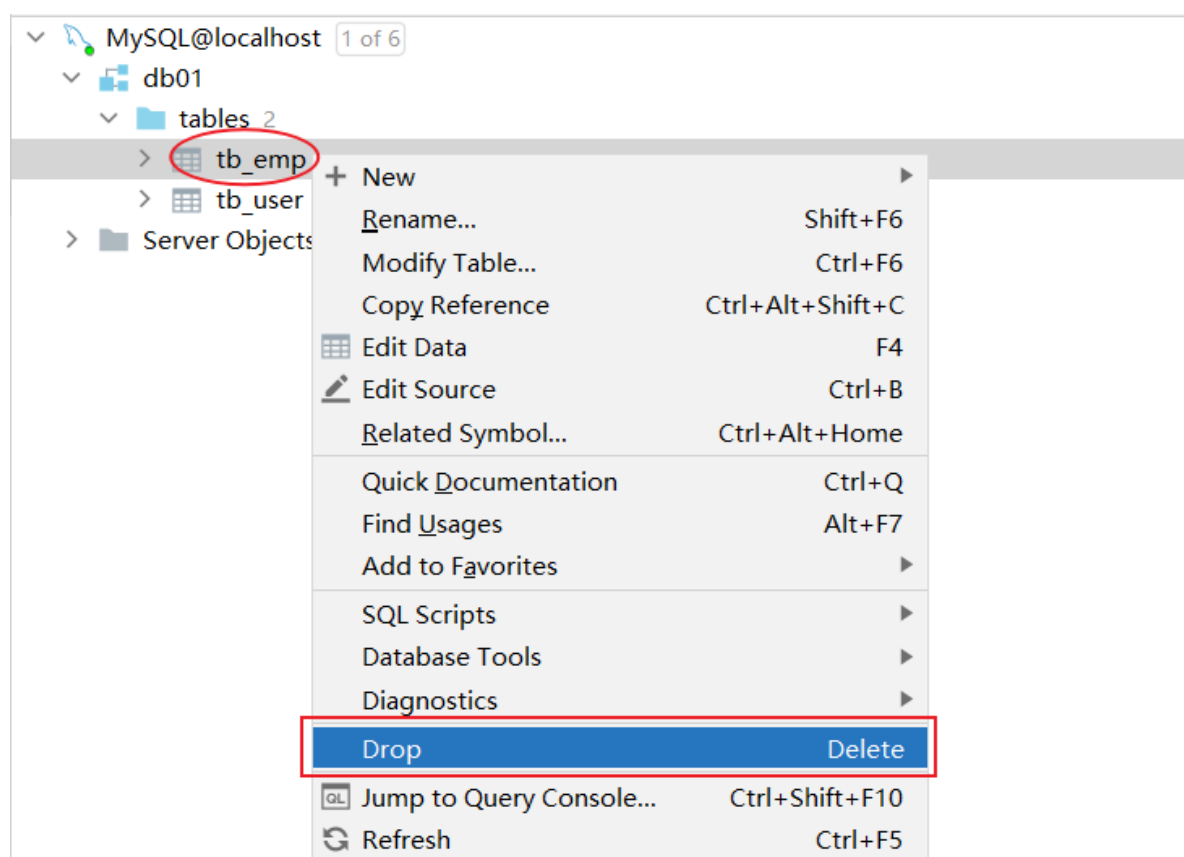 MySQL@localhost 1 of 6
db01
tables 2
tb_emp
tb_user
Server Objects
New
Rename... Shift+F6
Modify Table... Ctrl+F6
Copy Reference Ctrl+Alt+Shift+C
Edit Data F4
Edit Source Ctrl+B
Related Symbol... Ctrl+Alt+Home
Quick Documentation Ctrl+Q
Find Usages Alt+F7
Add to Favorites
SQL Scripts
Database Tools
Diagnostics
Drop Delete
QL Jump to Query Console... Ctrl+Shift+F10
Refresh Ctrl+F5